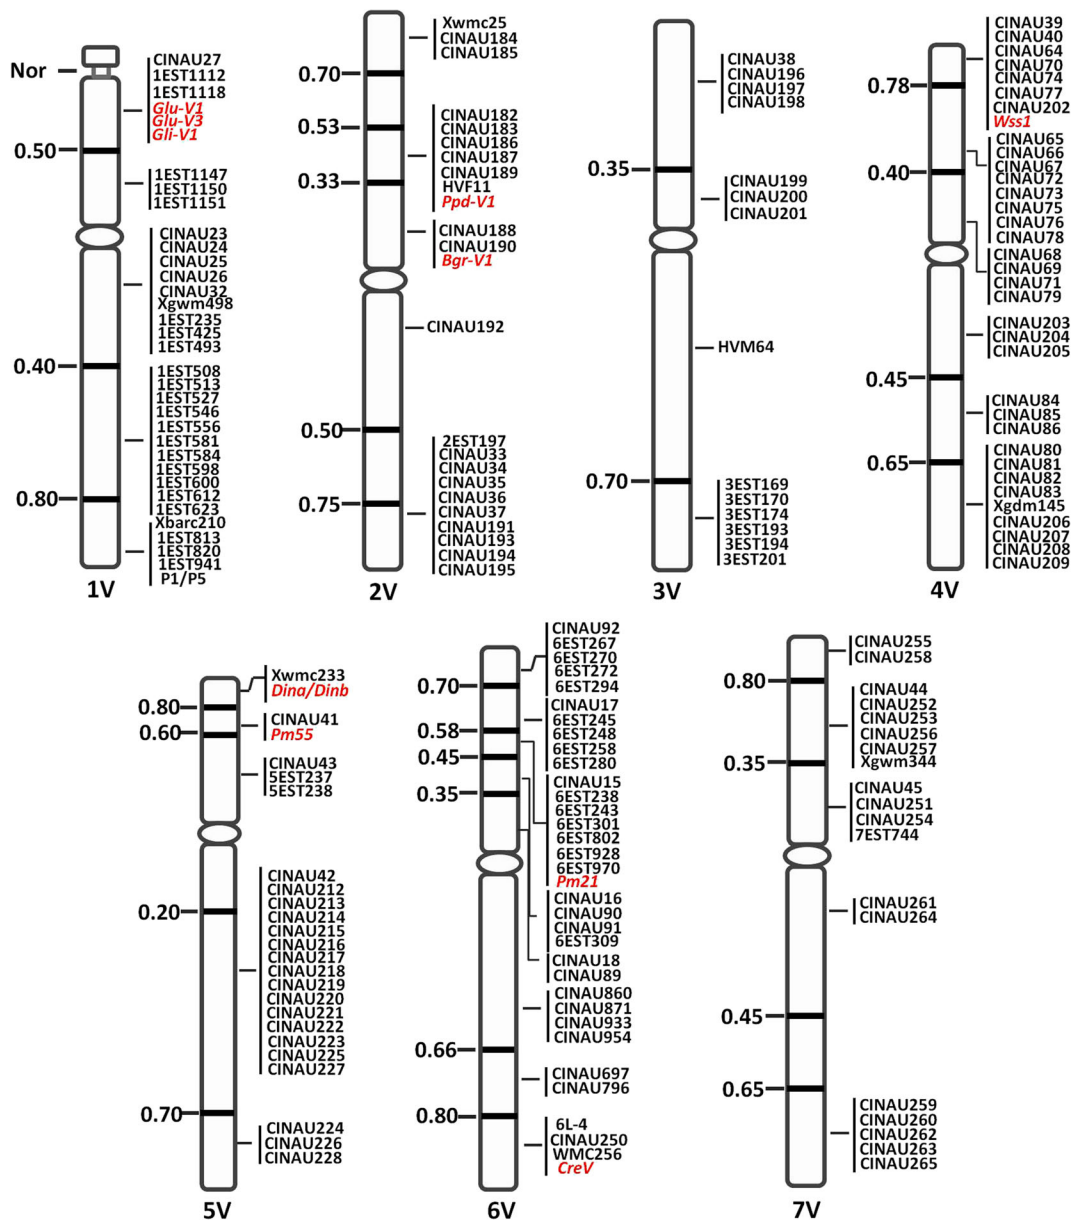 Nor
0.50
0.40
0.80
CINAU27
1EST1112
1EST1118
Glu-V1
Glu-V3
Gli-V1
1EST1147
1EST1150
1EST1151
CINAU23
CINAU24
CINAU25
CINAU26
CINAU32
Xgwm498
1EST235
1EST425
1EST493
1EST508
1EST513
1EST527
1EST546
1EST556
1EST581
1EST584
1EST598
1EST600
1EST612
1EST623
Xbarc210
1EST813
1EST820
1EST941
P1/P5
1V
0.70
0.53
0.33
0.50
0.75
Xwmc25
CINAU184
CINAU185
CINAU182
CINAU183
CINAU186
CINAU187
CINAU189
HVF11
Ppd-V1
CINAU188
CINAU190
Bgr-V1
CINAU192
2EST197
CINAU33
CINAU34
CINAU35
CINAU36
CINAU37
CINAU191
CINAU193
CINAU194
CINAU195
2V
0.35
0.70
CINAU38
CINAU196
CINAU197
CINAU198
CINAU199
CINAU200
CINAU201
HVM64
3EST169
3EST170
3EST174
3EST193
3EST194
3EST201
3V
0.78
0.40
0.45
0.65
CINAU39
CINAU40
CINAU64
CINAU70
CINAU74
CINAU77
CINAU202
Wss1
CINAU65
CINAU66
CINAU67
CINAU72
CINAU73
CINAU75
CINAU76
CINAU78
CINAU68
CINAU69
CINAU71
CINAU79
CINAU203
CINAU204
CINAU205
CINAU84
CINAU85
CINAU86
CINAU80
CINAU81
CINAU82
CINAU83
Xgdm145
CINAU206
CINAU207
CINAU208
CINAU209
4V
0.80
0.60
0.20
0.70
Xwmc233
Dina/Dinb
CINAU41
Pm55
CINAU43
5EST237
5EST238
CINAU42
CINAU212
CINAU213
CINAU214
CINAU215
CINAU216
CINAU217
CINAU218
CINAU219
CINAU220
CINAU221
CINAU222
CINAU223
CINAU225
CINAU227
CINAU224
CINAU226
CINAU228
5V
0.70
0.58
0.45
0.35
0.66
0.80
CINAU92
6EST267
6EST270
6EST272
6EST294
CINAU17
6EST245
6EST248
6EST258
6EST280
CINAU15
6EST238
6EST243
6EST301
6EST802
6EST928
6EST970
Pm21
CINAU16
CINAU90
CINAU91
6EST309
CINAU18
CINAU89
CINAU860
CINAU871
CINAU933
CINAU954
CINAU697
CINAU796
6L-4
CINAU250
WMC256
CreV
6V
0.80
0.35
0.45
0.65
CINAU255
CINAU258
CINAU44
CINAU252
CINAU253
CINAU256
CINAU257
Xgwm344
CINAU45
CINAU251
CINAU254
7EST744
CINAU261
CINAU264
CINAU259
CINAU260
CINAU262
CINAU263
CINAU265
7V